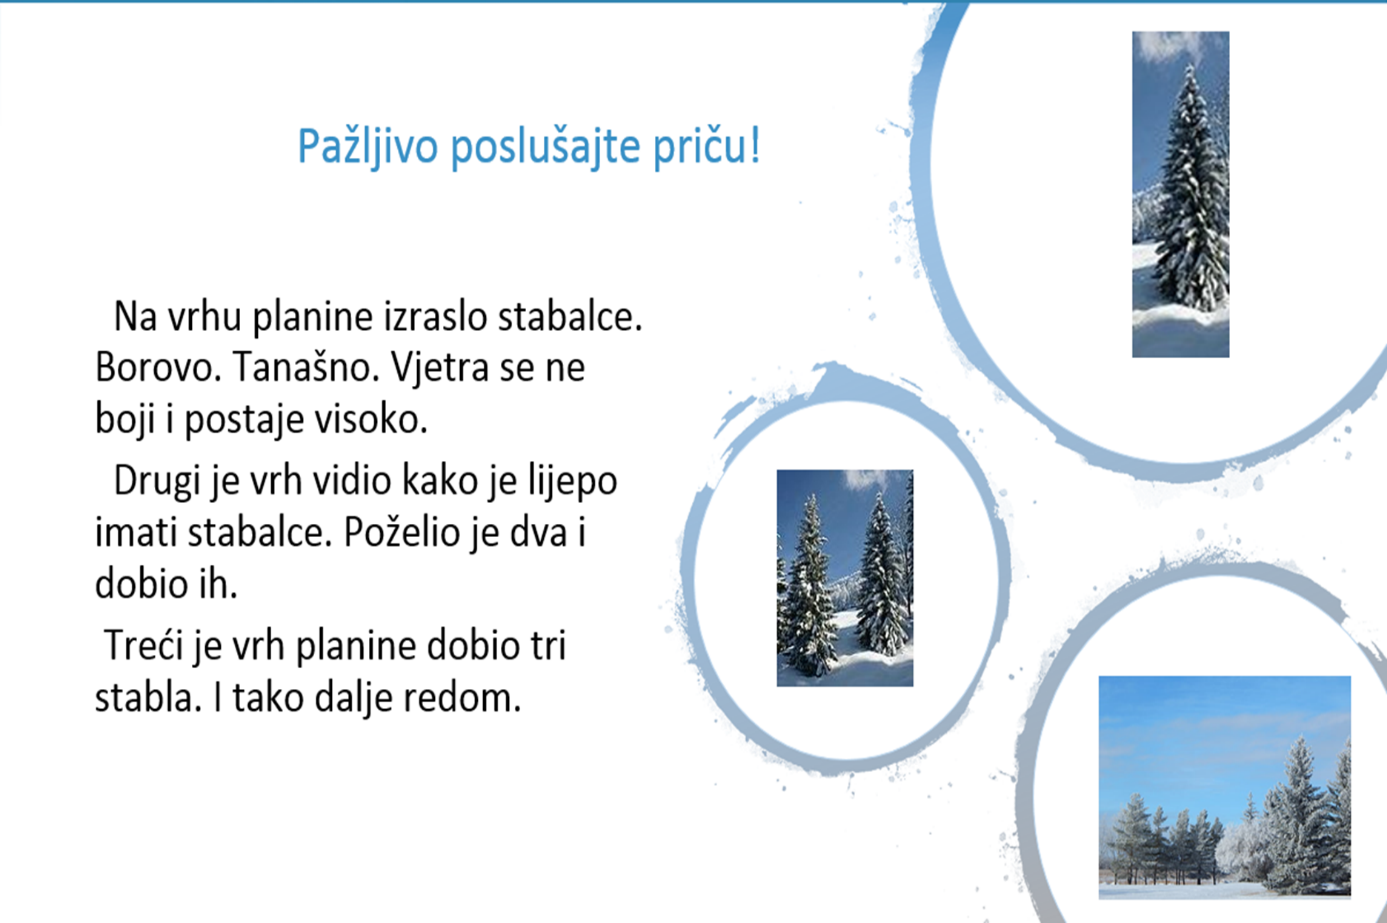 Pažljivo poslušajte priču!
Na vrhu planine izraslo stabalce.
Borovo. Tanašno. Vjetra se ne
boji i postaje visoko.
Drugi je vrh vidio kako je lijepo
imati stabalce. Poželio je dva i
dobio ih.
Treći je vrh planine dobio tri
stabla. I tako dalje redom.